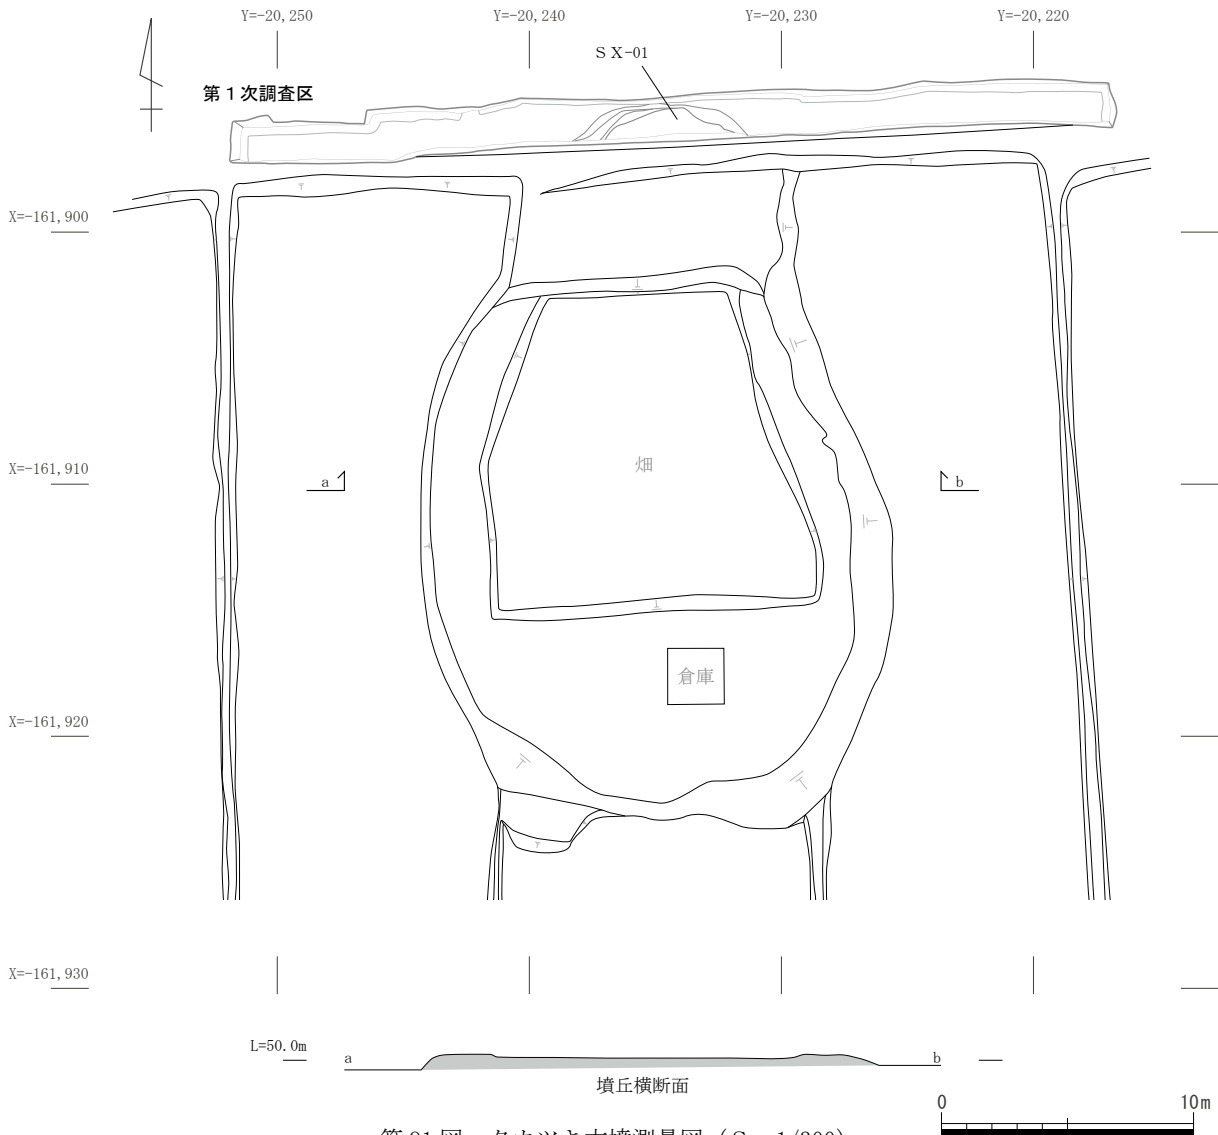 Y=-20,250
Y=-20,240
Y=-20,230
Y=-20,220
ＳＸ-01
第１次調査区
X=-161,900
X=-161,910
畑
a
b
倉庫
X=-161,920
X=-161,930
L=50.0m
a
b
墳丘横断面
0
10m